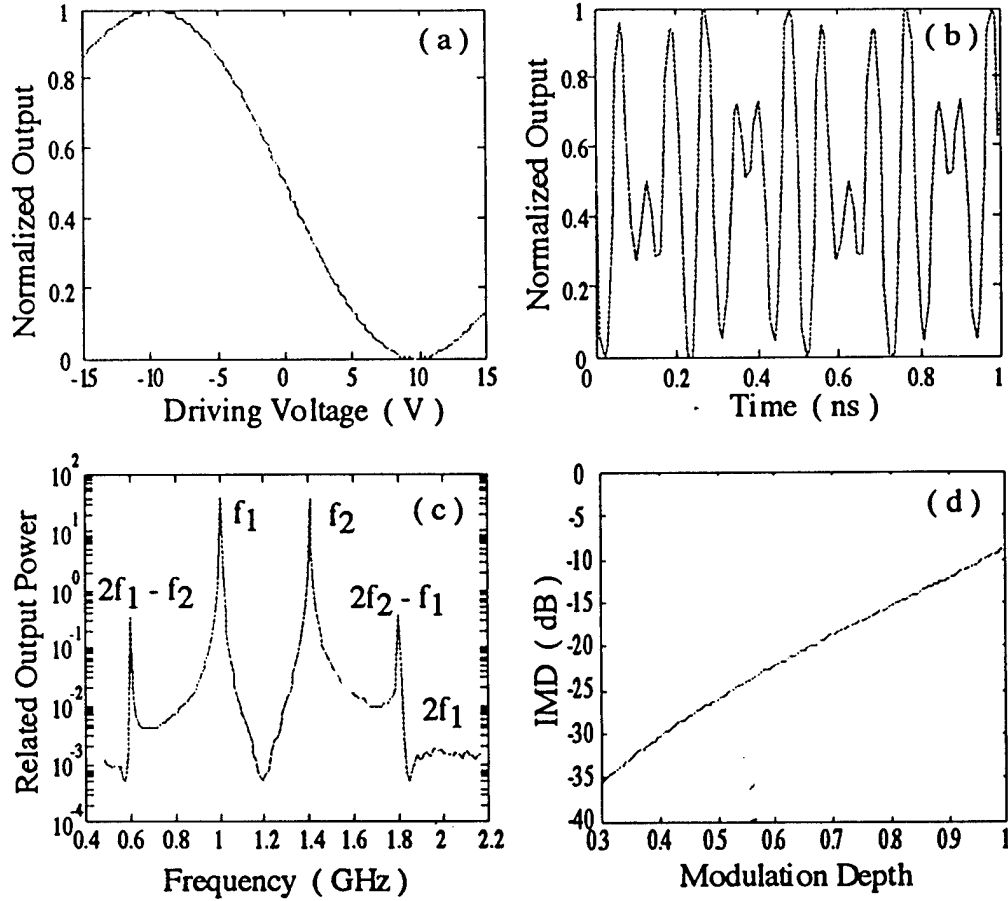 ( a )
Normalized Output
1
0.8
0.6
0.4
0.2
0
-15 -10 -5 0 5 10 15
Driving Voltage ( V )
( b )
Normalized Output
1
0.8
0.6
0.4
0.2
0
0 0.2 0.4 0.6 0.8 1
Time ( ns )
( c )
Related Output Power
10^2
10^1
10^0
10^-1
10^-2
10^-3
10^-4
f1
f2
2f1 - f2
2f2 - f1
2f1
0.4 0.6 0.8 1 1.2 1.4 1.6 1.8 2 2.2
Frequency ( GHz )
( d )
IMD ( dB )
0
-5
-10
-15
-20
-25
-30
-35
-40
0.3 0.4 0.5 0.6 0.7 0.8 0.9 1
Modulation Depth